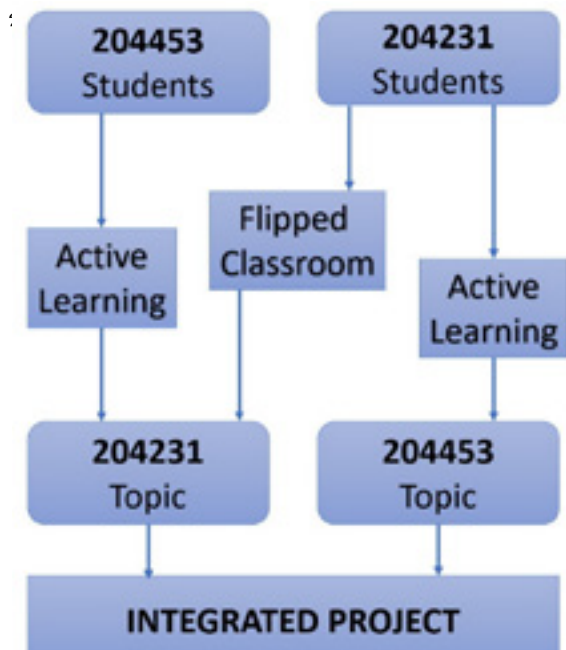 204453
Students
204231
Students
Flipped
Classroom
Active
Learning
Active
Learning
204231
Topic
204453
Topic
INTEGRATED PROJECT